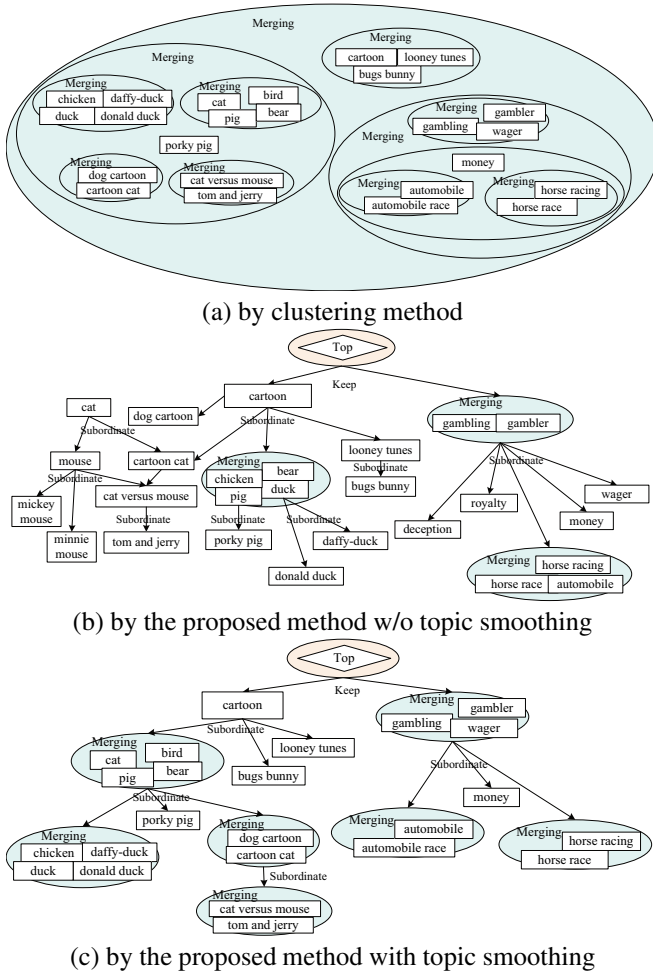 Merging
Merging
Merging
cartoon
looney tunes
bugs bunny
Merging
chicken
daffy-duck
duck
donald duck
Merging
cat
bird
pig
bear
porky pig
Merging
dog cartoon
cartoon cat
Merging
cat versus mouse
tom and jerry
Merging
Merging
gambler
gambling
wager
money
Merging
automobile
automobile race
Merging
horse racing
horse race
(a) by clustering method
Top
Keep
cat
Subordinate
dog cartoon
cartoon
Subordinate
Merging
gambling
gambler
Subordinate
mouse
Subordinate
cartoon cat
Merging
chicken
bear
pig
duck
looney tunes
Subordinate
bugs bunny
mickey
mouse
minnie
mouse
cat versus mouse
Subordinate
tom and jerry
Subordinate
porky pig
Subordinate
donald duck
daffy-duck
deception
royalty
money
wager
Merging
horse racing
horse race
automobile
(b) by the proposed method w/o topic smoothing
Top
Keep
cartoon
Subordinate
looney tunes
bugs bunny
Merging
gambler
gambling
wager
Subordinate
money
Merging
cat
bird
pig
bear
Subordinate
porky pig
Merging
chicken
daffy-duck
duck
donald duck
Merging
dog cartoon
cartoon cat
Subordinate
Merging
cat versus mouse
tom and jerry
Merging
automobile
automobile race
Merging
horse racing
horse race
(c) by the proposed method with topic smoothing